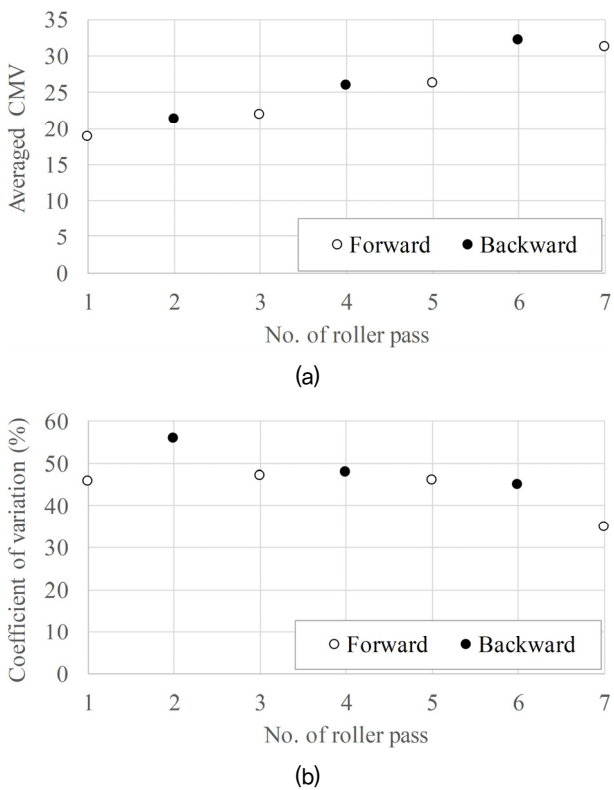 35
30
25
20
15
10
5
0
Averaged CMV
Forward Backward
1 2 3 4 5 6 7
No. of roller pass
(a)
60
50
40
30
20
10
0
Coefficient of variation (%)
Forward Backward
1 2 3 4 5 6 7
No. of roller pass
(b)